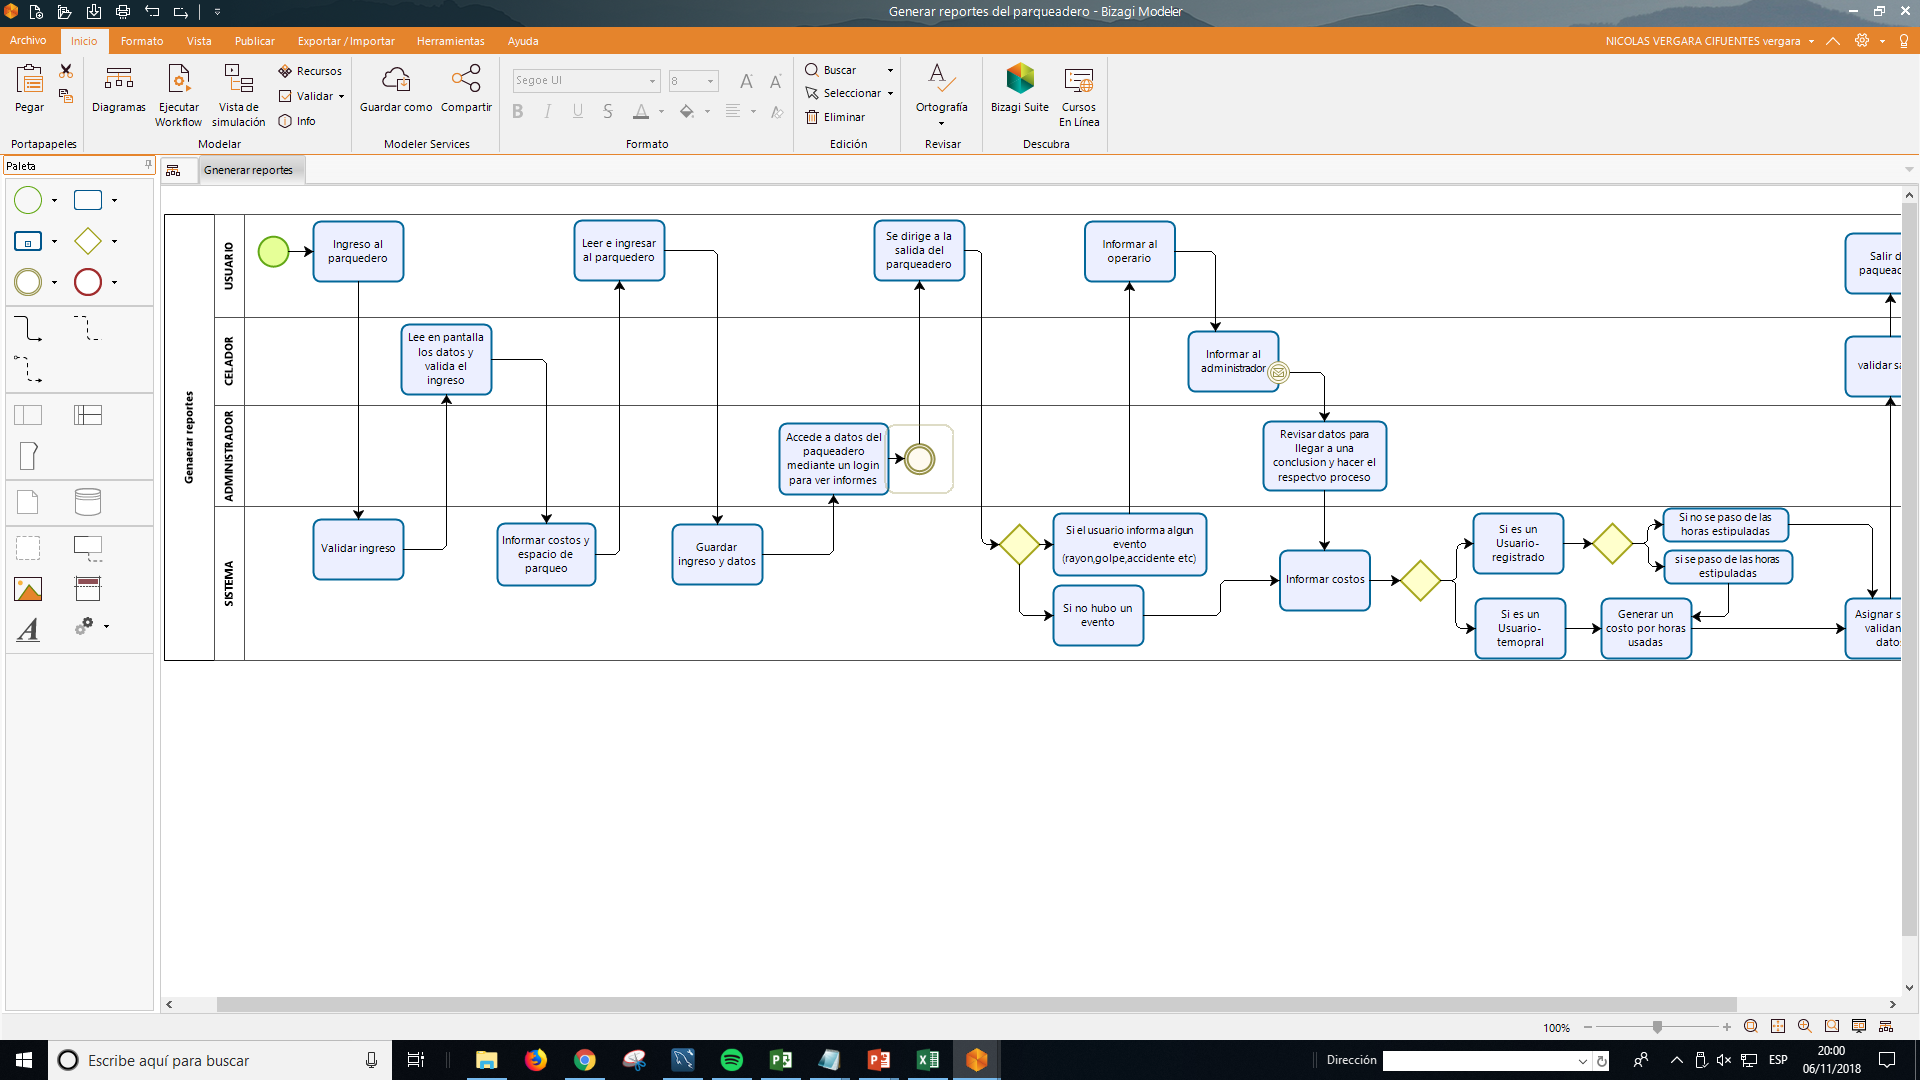 Generar reportes del parqueadero - Bizagi Modeler
Archivo
Inicio
Formato
Vista
Publicar
Exportar / Importar
Herramientas
Ayuda
NICOLAS VERGARA CIFUENTES vergara
Pegar
Portapapeles
Diagramas
Ejecutar
Workflow
Vista de
simulación
Recursos
Validar
Info
Modelar
Guardar como
Compartir
Modeler Services
Segoe UI
8
B I U S A
Formato
Buscar
Seleccionar
Eliminar
Edición
Ortografía
Revisar
Bizagi Suite
Cursos
En Línea
Descubra
Paleta
Gnenerar reportes
Genaerar reportes
USUARIO
Ingreso al
parquedero
Leer e ingresar
al parquedero
Se dirige a la
salida del
parqueadero
Informar al
operario
Salir d
paqueac
CELADOR
Lee en pantalla
los datos y
valida el
ingreso
Informar al
administrador
validar sa
ADMINISTRADOR
Accede a datos del
paqueadero
mediante un login
para ver informes
Revisar datos para
llegar a una
conclusion y hacer el
respectvo proceso
SISTEMA
Validar ingreso
Informar costos y
espacio de
parqueo
Guardar
ingreso y datos
Si el usuario informa algun
evento
(rayon,golpe,accidente etc)
Si no hubo un
evento
Informar costos
Si es un
Usuario-
registrado
Si no se paso de las
horas estipuladas
si se paso de las horas
estipuladas
Si es un
Usuario-
temopral
Generar un
costo por horas
usadas
Asignar s
validan
dato
100%
Escribe aquí para buscar
Dirección
ESP
20:00
06/11/2018